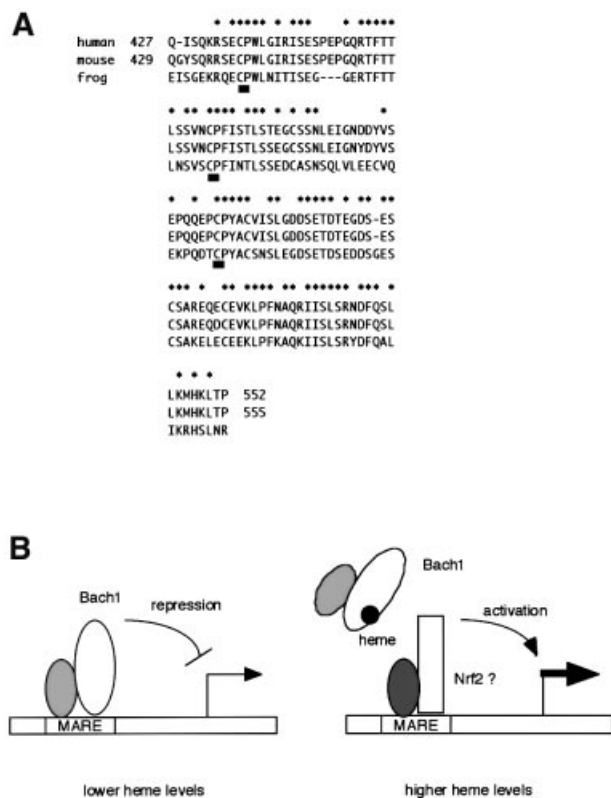 A
* ***** * **** * *****
human 427 Q-ISQKRSECPWLGIRISESPEPGQRTFTT
mouse 429 QGYSQRRSECPWLGIRISESPEPGQRTFTT
frog EISGEKRQECPWLNITISEG---GERTFTT
* ** **** ***** ** *** *
LSSVNCPFISTLSTEGCSSNLEIGNDDYVS
LSSVNCPFISTLSSEGCSSNLEIGNYDYVS
LNSVSCPFINTLSSEDCASNSQLVLEECVQ
* * * ***** ** ***** ** * **
EPQQEPCPYACVISLGDDSETDTEGDS-ES
EPQQEPCPYACVISLGDDSETDTEGDS-ES
EKPQDTCPYACSNSLEGDSETDSEDDSGES
*** * ** **** ** ****** *** *
CSAREQECEVKLPFNAQRIISLSRNDFQSL
CSAREQDCEVKLPFNAQRIISLSRNDFQSL
CSAKELECEEKLPFKAQKIISLSRYDFQAL
* * *
LKMHKLTP 552
LKMHKLTP 555
IKRHSLNR
B
Bach1
repression
MARE
lower heme levels
Bach1
heme
activation
Nrf2 ?
MARE
higher heme levels